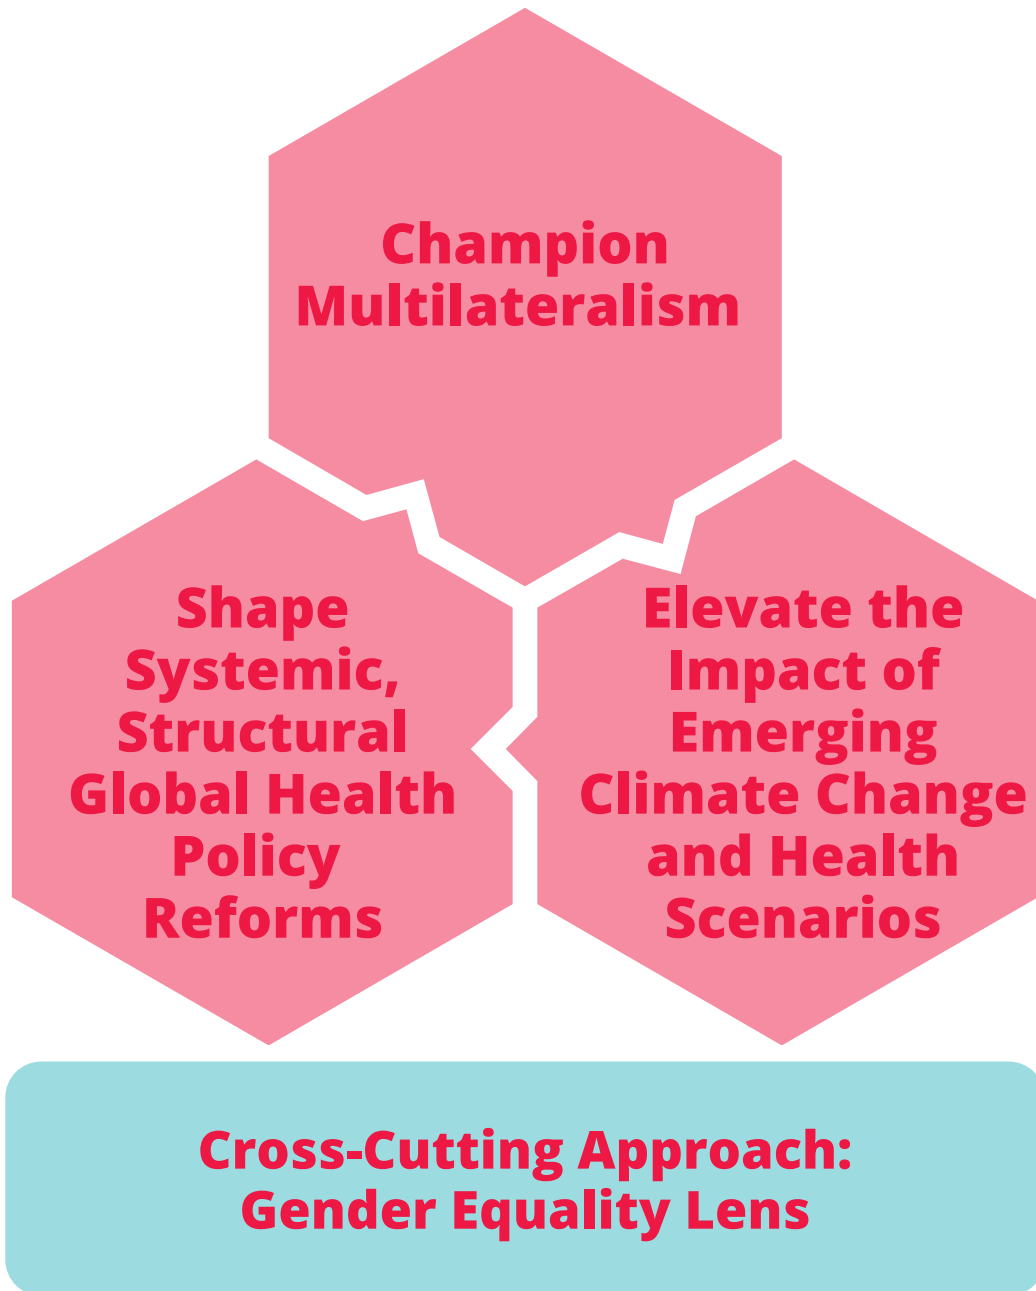 Champion
Multilateralism
Shape
Systemic,
Structural
Global Health
Policy
Reforms
Elevate the
Impact of
Emerging
Climate Change
and Health
Scenarios
Cross-Cutting Approach:
Gender Equality Lens